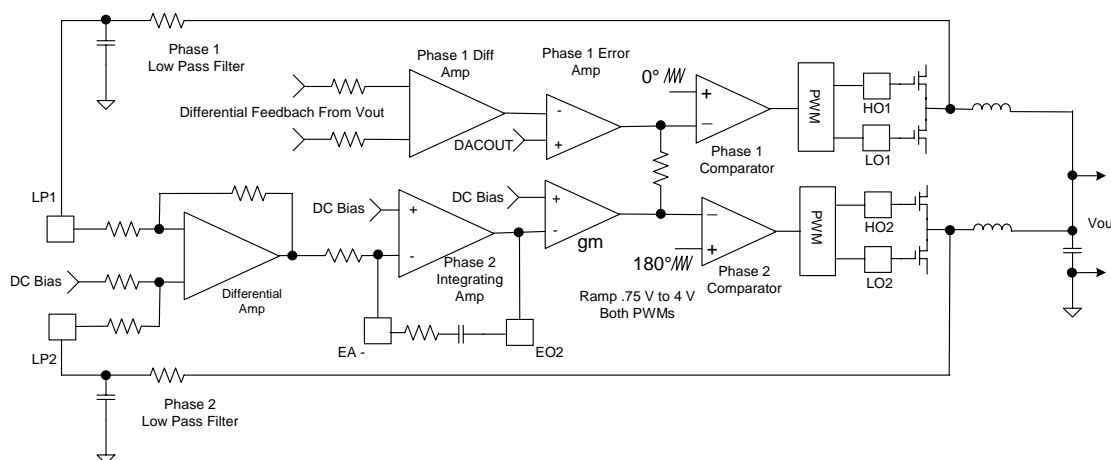 Phase 1
Low Pass Filter
Phase 1 Diff
Amp
Phase 1 Error
Amp
0°
+
−
Phase 1
Comparator
PWM
HO1
LO1
Differential Feedbach From Vout
-
+
DACOUT
LP1
DC Bias
LP2
Differential
Amp
DC Bias
+
-
Phase 2
Integrating
Amp
EA -
EO2
DC Bias
+
-
gm
180°
−
+
Phase 2
Comparator
Ramp .75 V to 4 V
Both PWMs
PWM
HO2
LO2
Vou
Phase 2
Low Pass Filter